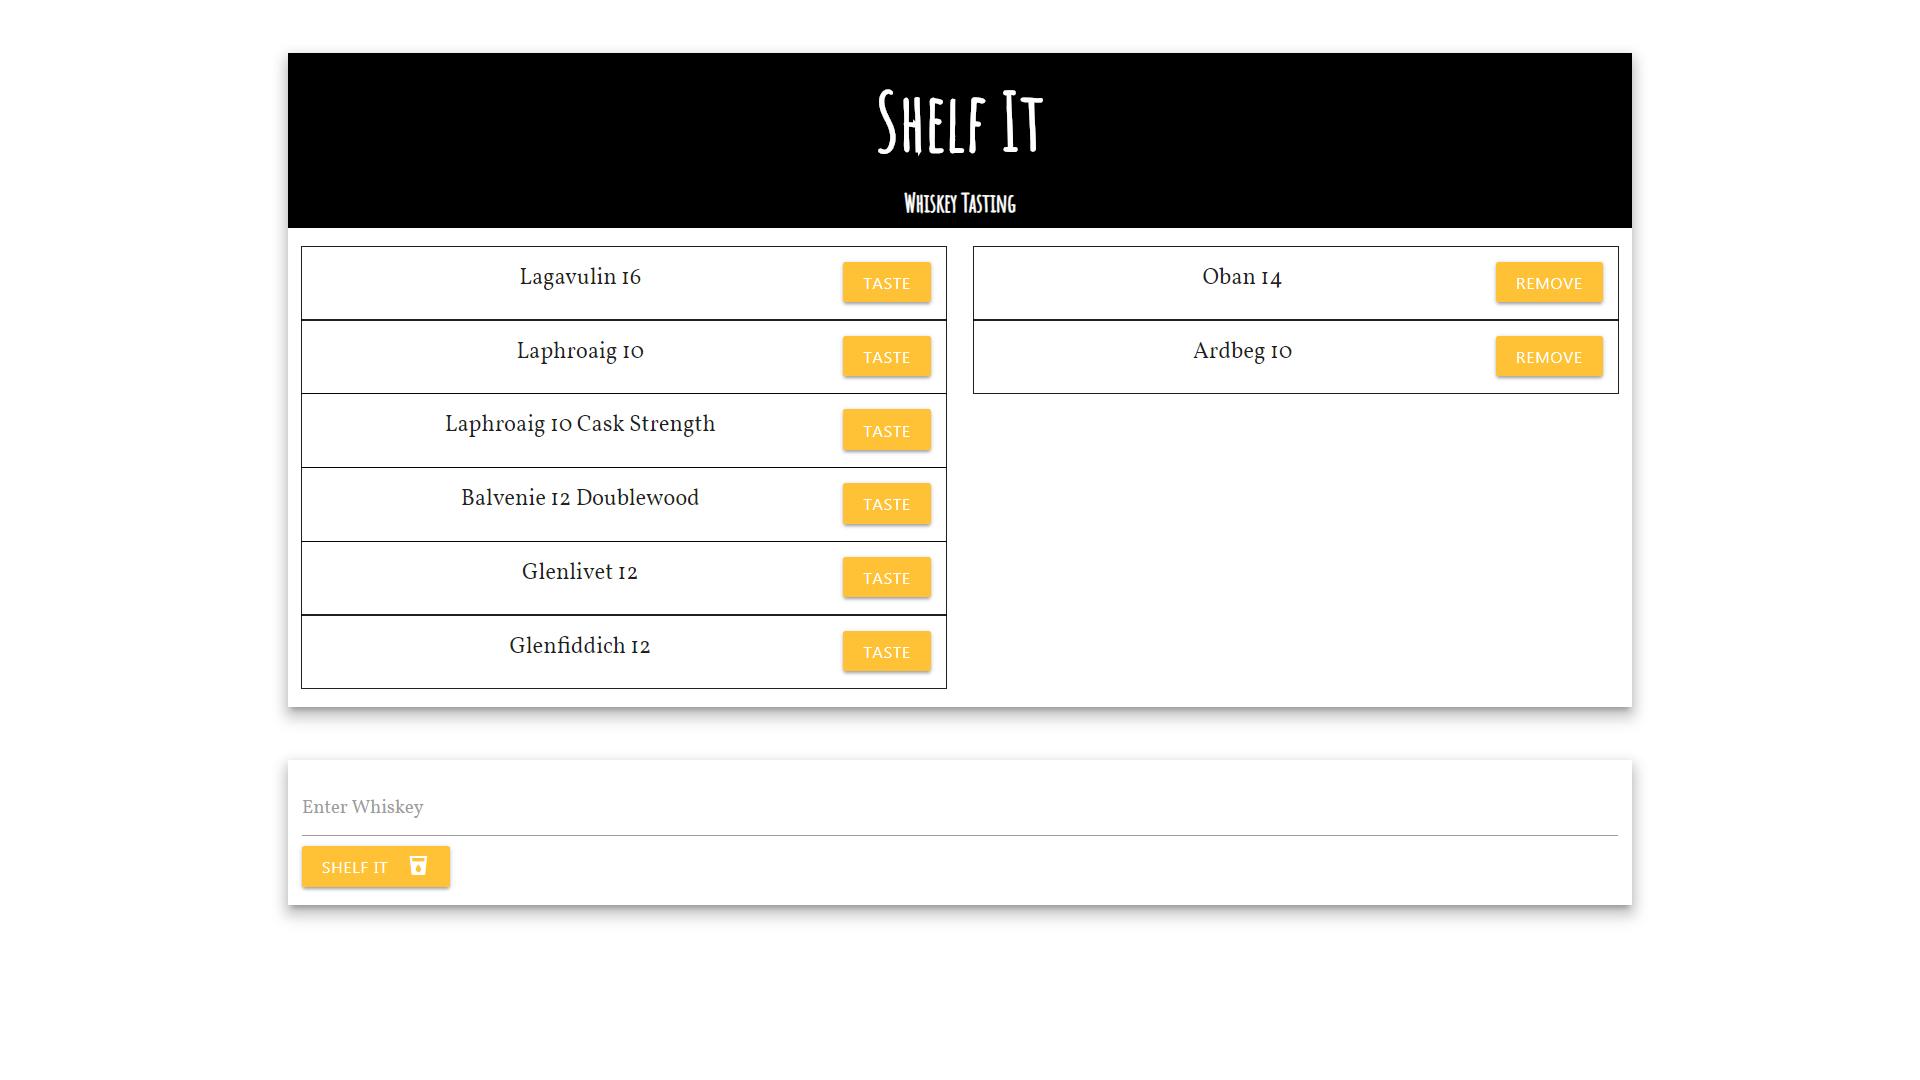 Shelf It
Whiskey Tasting
Lagavulin 16
TASTE
Laphroaig 10
TASTE
Laphroaig 10 Cask Strength
TASTE
Balvenie 12 Doublewood
TASTE
Glenlivet 12
TASTE
Glenfiddich 12
TASTE
Oban 14
REMOVE
Ardbeg 10
REMOVE
Enter Whiskey
SHELF IT